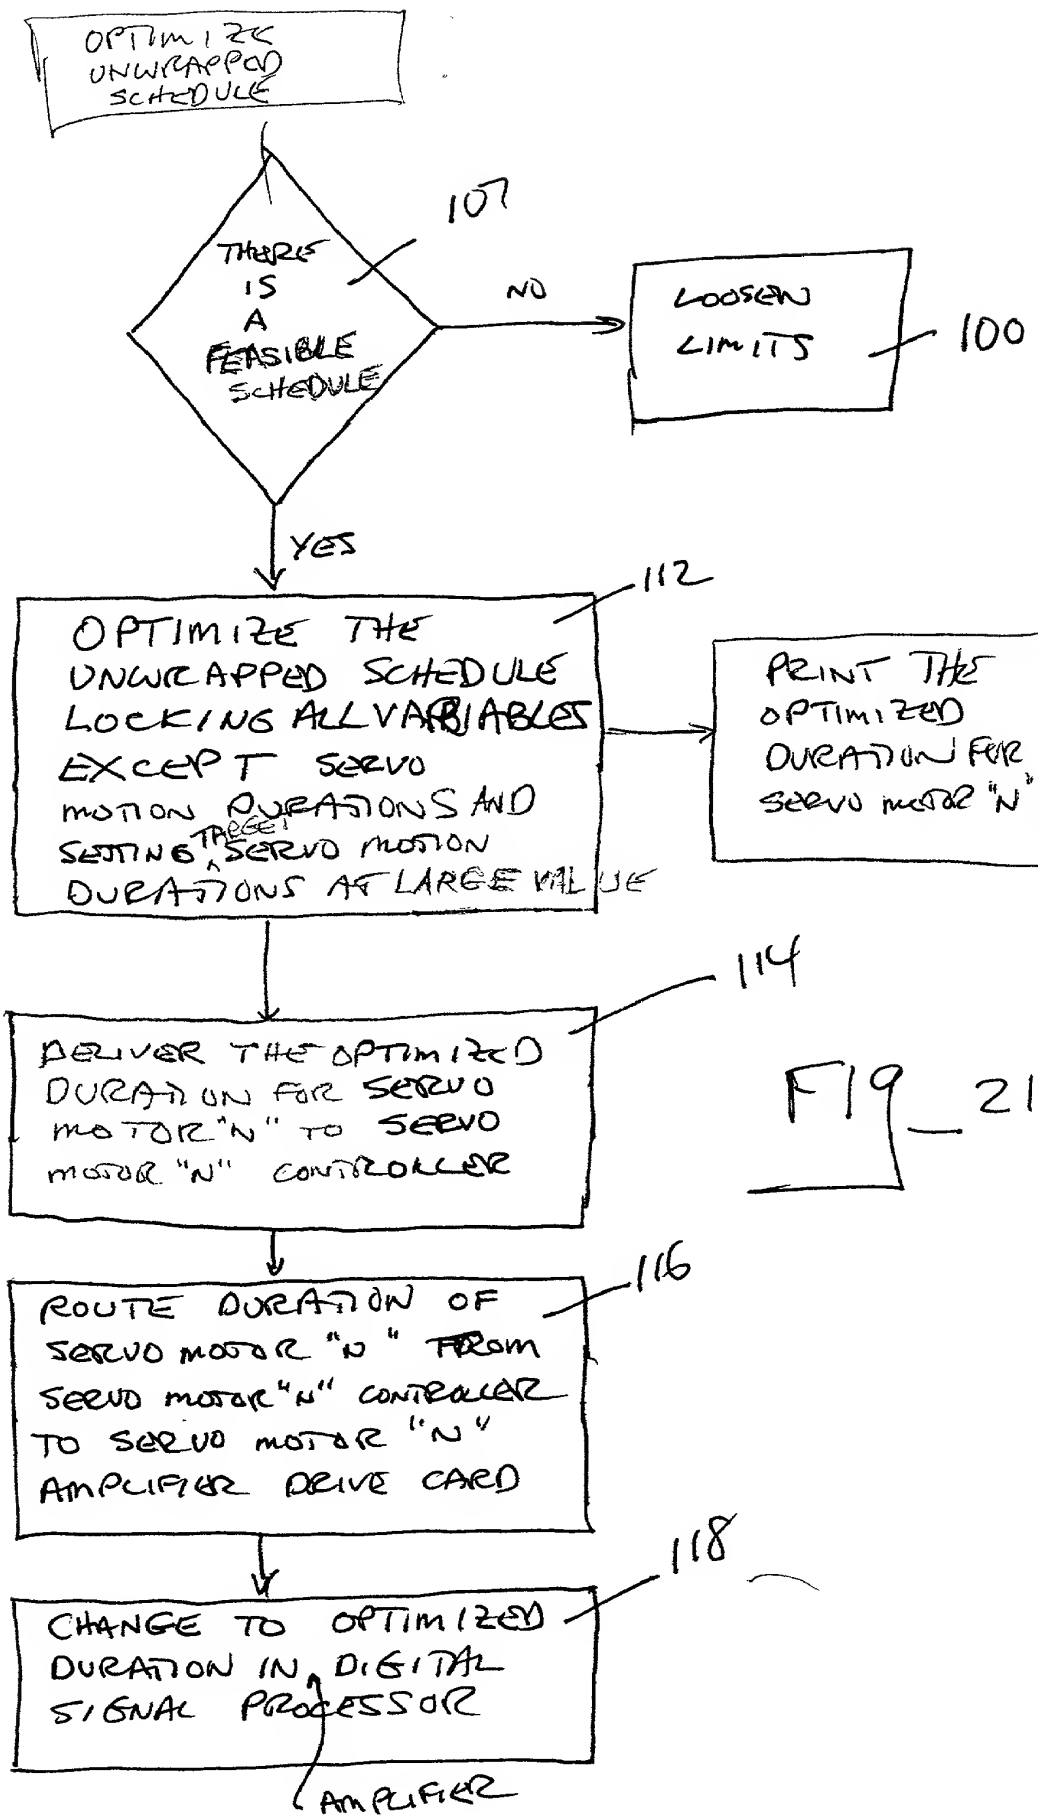 OPTIMIZE
UNWRAPPED
SCHEDULE
107
THERE
IS
A
FEASIBLE
SCHEDULE
NO
LOOSEN
LIMITS
100
YES
112
OPTIMIZE THE
UNWRAPPED SCHEDULE
LOCKING ALL VARIABLES
EXCEPT SERVO
MOTION DURATIONS AND
TARGET
SETTING SERVO MOTION
DURATIONS AT LARGE VALUE
PRINT THE
OPTIMIZED
DURATION FOR
SERVO MOTOR "N"
114
DELIVER THE OPTIMIZED
DURATION FOR SERVO
MOTOR "N" TO SERVO
MOTOR "N" CONTROLLER
FIG_21
116
ROUTE DURATION OF
SERVO MOTOR "N" FROM
SERVO MOTOR "N" CONTROLLER
TO SERVO MOTOR "N"
AMPLIFIER DRIVE CARD
118
CHANGE TO OPTIMIZED
DURATION IN DIGITAL
SIGNAL PROCESSOR
AMPLIFIER